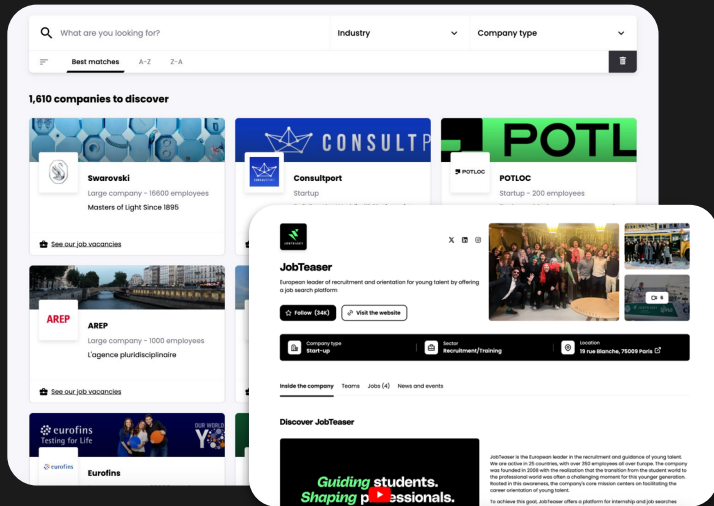 What are you looking for?
Industry
Company type
Best matches A-Z Z-A
1,610 companies to discover
Swarovski
Large company - 16600 employees
Masters of Light Since 1895
See our job vacancies
CONSULTP
CONSULTPORT
Consultport
Startup
POTL
POTLOC
POTLOC
Startup - 200 employees
AREP
AREP
Large company - 1000 employees
L'agence pluridisciplinaire
See our job vacancies
eurofins
Testing for Life
OUR WORLD
eurofins
Eurofins
JOBTEASER
JobTeaser
European leader of recruitment and orientation for young talent by offering
a job search platform
Follow (34K)
Visit the website
6
Company type
Start-up
Sector
Recruitment/Training
Location
19 rue Blanche, 75009 Paris
Inside the company Teams Jobs (4) News and events
Discover JobTeaser
Guiding students.
Shaping p essionals.
JobTeaser is the European leader in the recruitment and guidance of young talent.
We are active in 25 countries, with over 350 employees all over Europe. The company
was founded in 2008 with the realization that the transition from the student world to
the professional world was often a challenging moment for this younger generation.
Rooted in this awareness, the company's core mission centers on facilitating the
career orientation of young talent.
To achieve this goal, JobTeaser offers a platform for internship and job searches